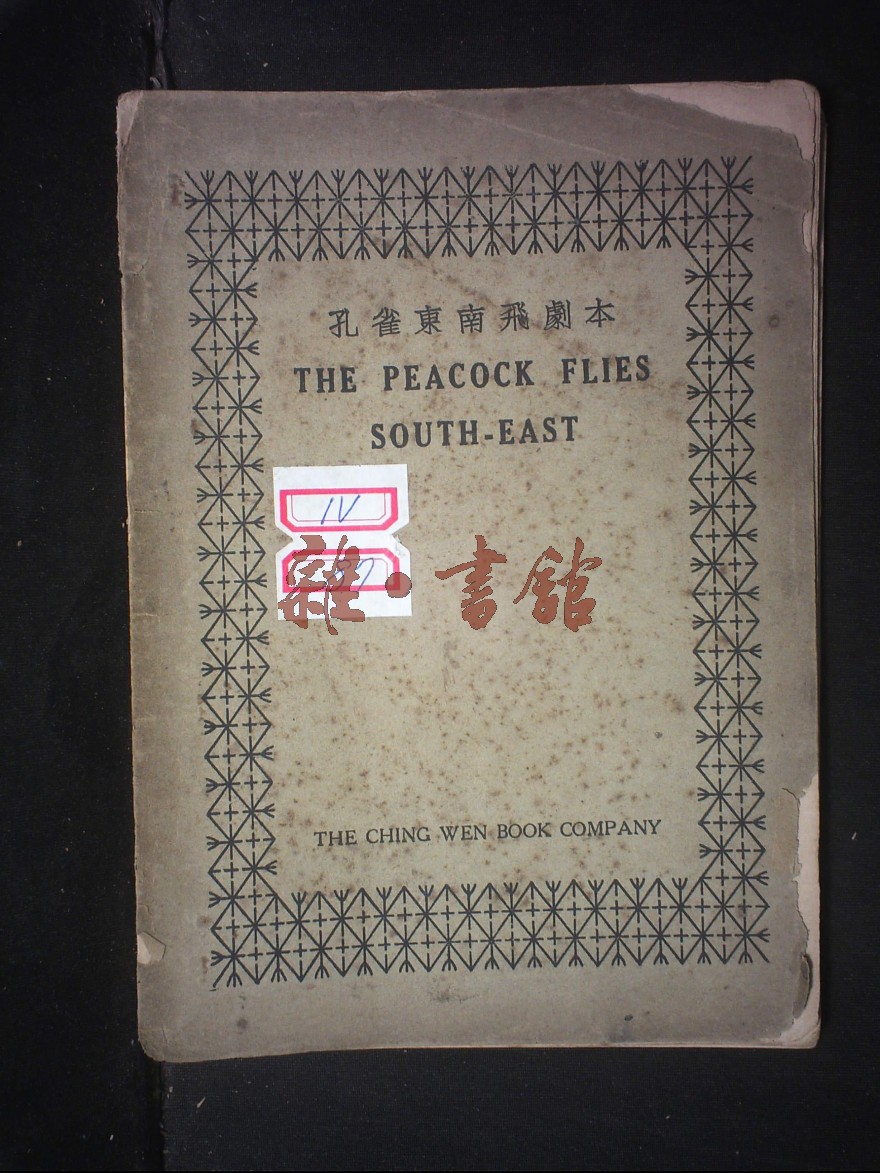 孔雀東南飛劇本
THE PEACOCK FLIES
SOUTH-EAST
IV
雜·書館
THE CHING WEN BOOK COMPANY